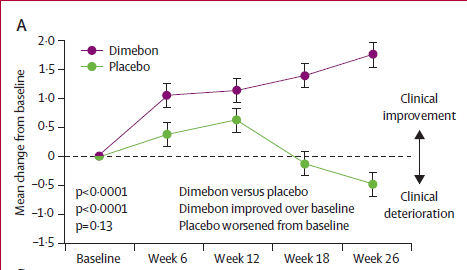 A
2·0
1·5
1·0
0·5
0
–0·5
–1·0
–1·5
Mean change from baseline
Dimebon
Placebo
Clinical
improvement
Clinical
deterioration
p<0·0001 Dimebon versus placebo
p<0·0001 Dimebon improved over baseline
p=0·13 Placebo worsened from baseline
Baseline Week 6 Week 12 Week 18 Week 26